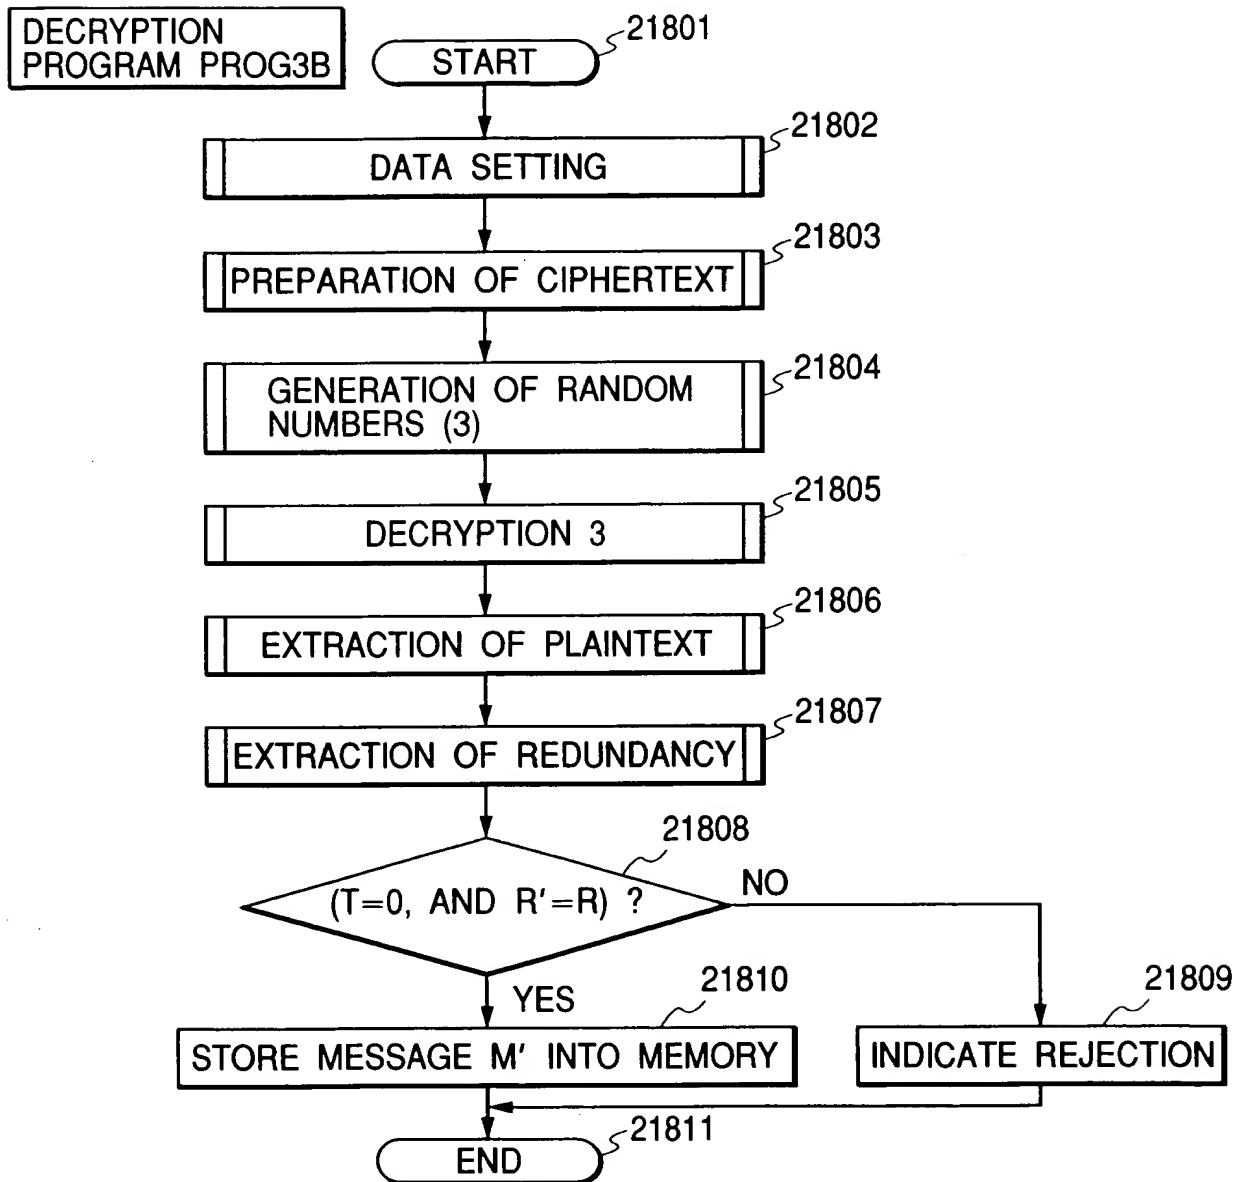 DECRYPTION
PROGRAM PROG3B
21801
START
21802
DATA SETTING
21803
PREPARATION OF CIPHERTEXT
21804
GENERATION OF RANDOM
NUMBERS (3)
21805
DECRYPTION 3
21806
EXTRACTION OF PLAINTEXT
21807
EXTRACTION OF REDUNDANCY
21808
(T=0, AND R'=R) ?
NO
YES
21810
21809
STORE MESSAGE M' INTO MEMORY
INDICATE REJECTION
21811
END